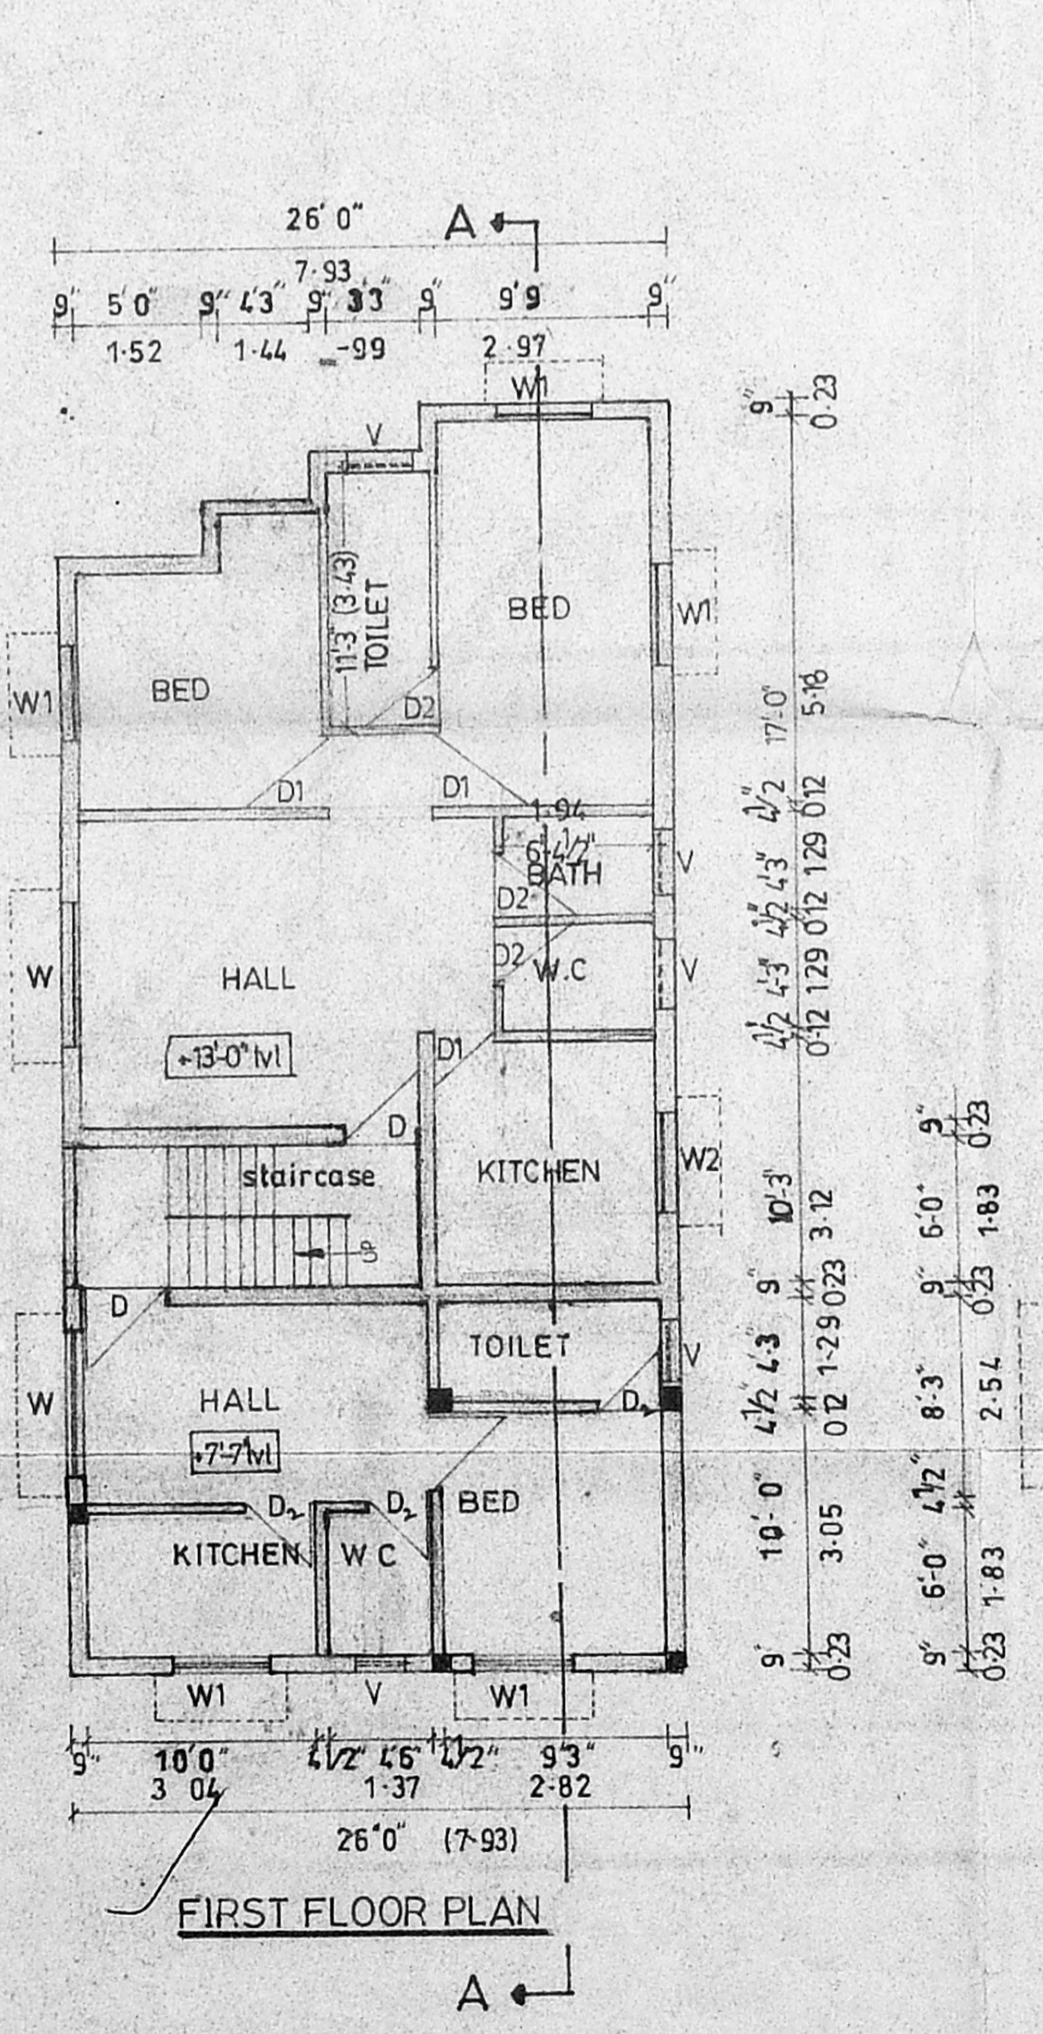 26' 0"
A
7·93
9" 5'0" 9" 4'3" 9" 3'3" 9" 9'9 9"
1·52 1·44 -99 2·97
W1
9"
0·23
V
11'-3" (3.43)
TOILET
BED
W1
BED
W1
17'-0"
5·18
D2
D1
D1
4½
0 12
1·94
6'-4½"
BATH
V
4'3"
1 29
D2
4½
0 12
D2
W.C
V
4'-3"
1 29
W
HALL
+13'-0" lvl
4½"
0·12
D1
D
9"
0·23
staircase
KITCHEN
W2
10'-3"
3·12
6'-0"
1·83
9"
0 23
9"
0·23
D
TOILET
V
4'-3"
1·29
W
HALL
D2
4½"
0 12
8'-3"
2·54
+7'-7" lvl
D2
D2
BED
4½"
KITCHEN
W C
10'-0"
3·05
6'-0"
1·83
9"
0·23
9"
0·23
W1
V
W1
9" 10'0" 4½" 4'6" 4½" 9'3" 9"
3 04 1·37 2·82
26'0" (7·93)
FIRST FLOOR PLAN
A